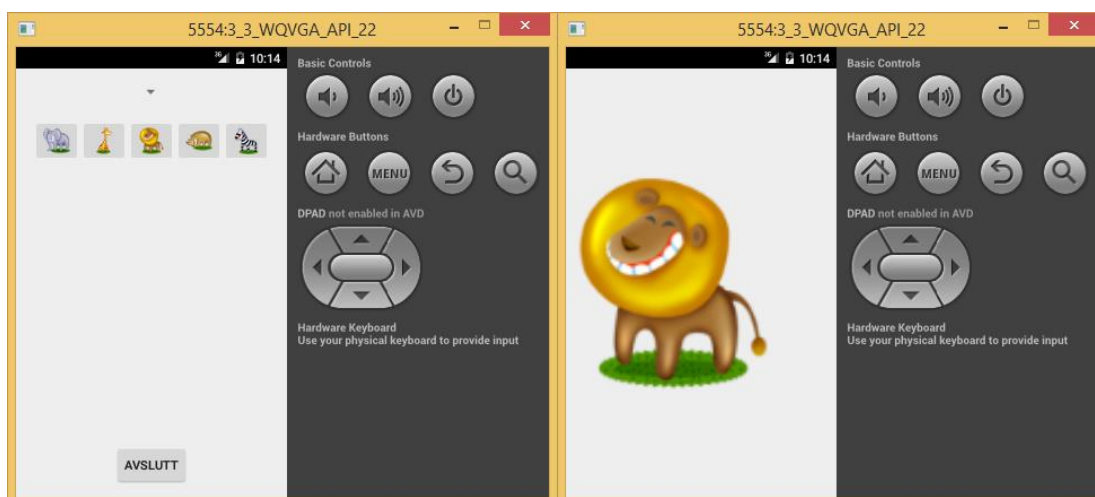 5554:3_3_WQVGA_API_22
36 10:14
Basic Controls
Hardware Buttons
MENU
DPAD not enabled in AVD
Hardware Keyboard
Use your physical keyboard to provide input
AVSLUTT
5554:3_3_WQVGA_API_22
36 10:14
Basic Controls
Hardware Buttons
MENU
DPAD not enabled in AVD
Hardware Keyboard
Use your physical keyboard to provide input